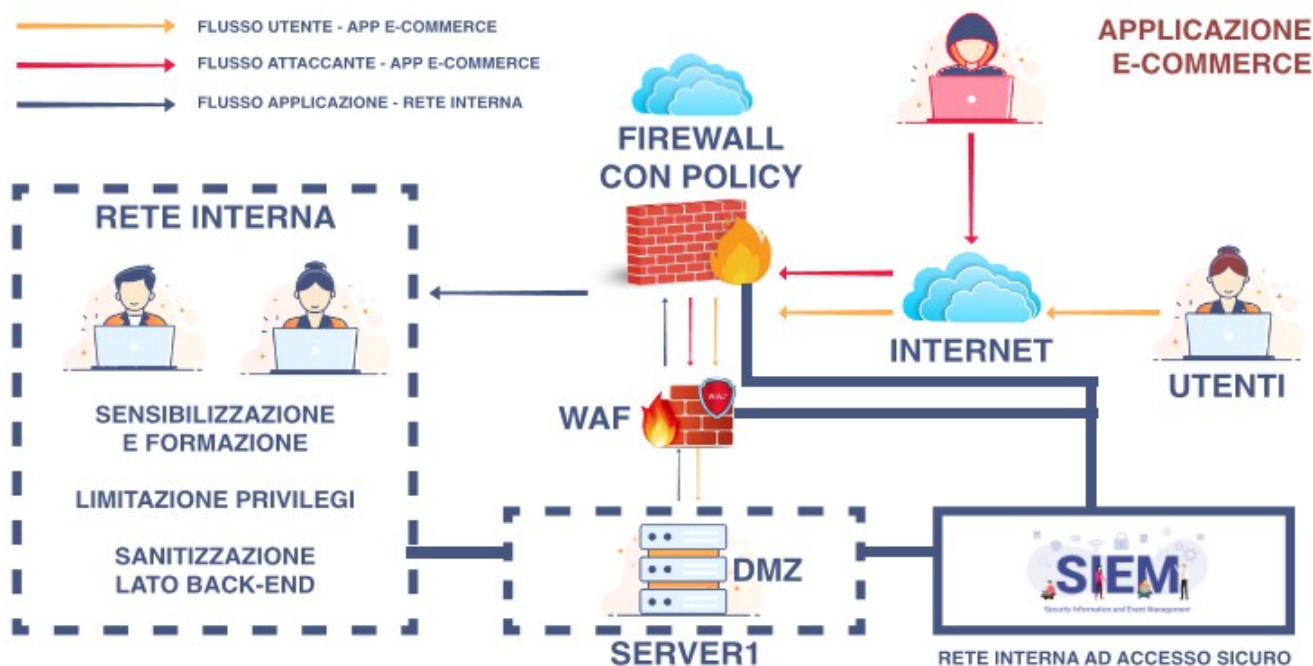 FLUSSO UTENTE - APP E-COMMERCE
FLUSSO ATTACCANTE - APP E-COMMERCE
FLUSSO APPLICAZIONE - RETE INTERNA
APPLICAZIONE
E-COMMERCE
FIREWALL
CON POLICY
RETE INTERNA
INTERNET
UTENTI
WAF
WAF
SENSIBILIZZAZIONE
E FORMAZIONE
LIMITAZIONE PRIVILEGI
SANITIZZAZIONE
LATO BACK-END
DMZ
SERVER1
SIEM
Security Information and Event Management
RETE INTERNA AD ACCESSO SICURO